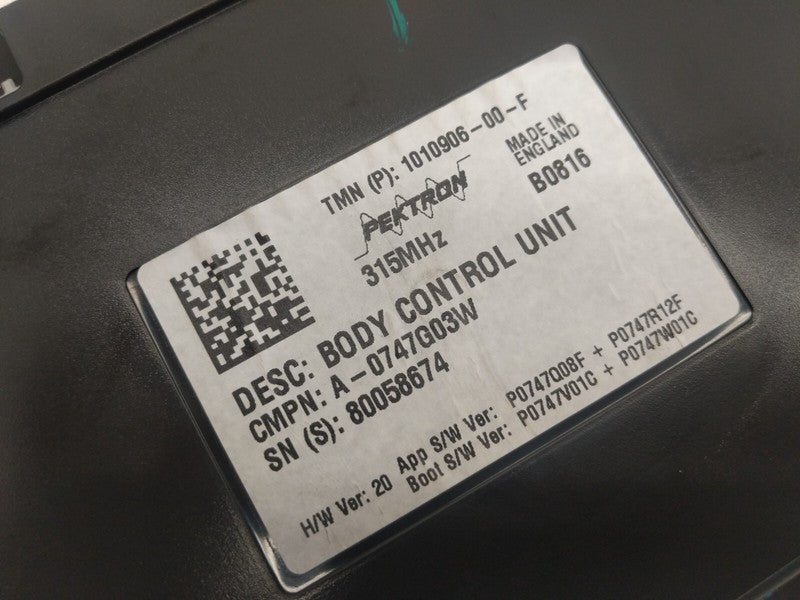 TMN (P): 1010906-00-F
PEKTRON
315MHz
MADE IN
ENGLAND
B0816
DESC: BODY CONTROL UNIT
CMPN: A-0747G03W
SN (S): 80058674
H/W Ver: 20 App S/W Ver: P0747Q08F + P0747R12F
Boot S/W Ver: P0747V01C + P0747W01C